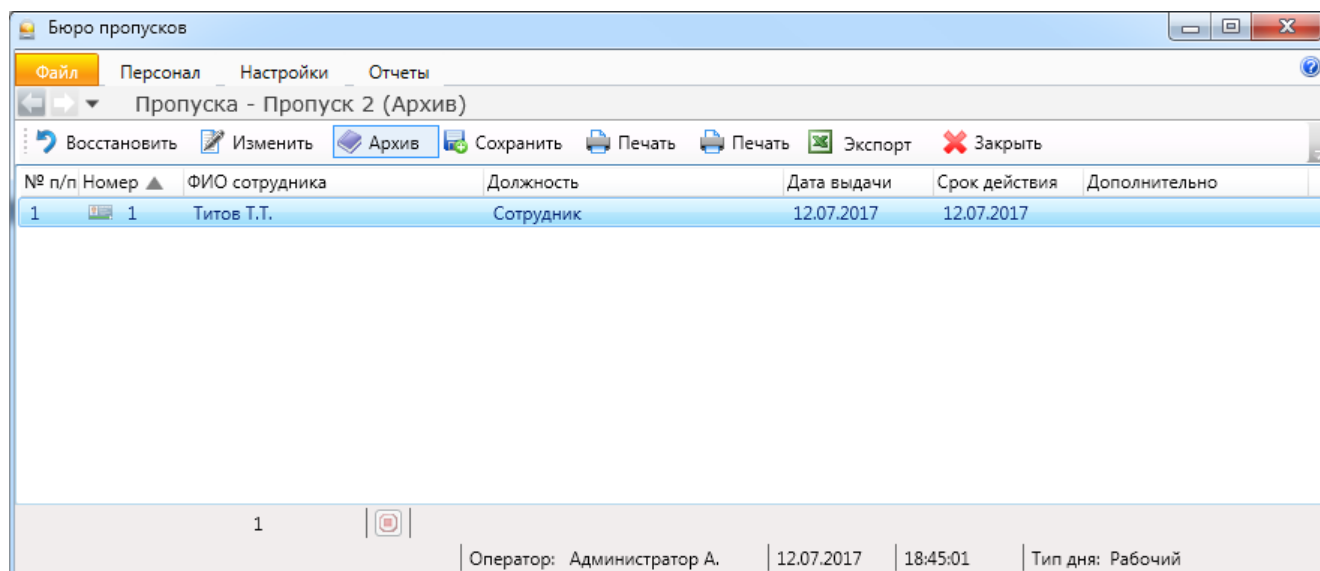 Бюро пропусков
Файл Персонал Настройки Отчеты
Пропуска - Пропуск 2 (Архив)
Восстановить Изменить Архив Сохранить Печать Печать Экспорт Закрыть
№ п/п Номер ФИО сотрудника Должность Дата выдачи Срок действия Дополнительно
1 1 Титов Т.Т. Сотрудник 12.07.2017 12.07.2017
1
Оператор: Администратор А. 12.07.2017 18:45:01 Тип дня: Рабочий